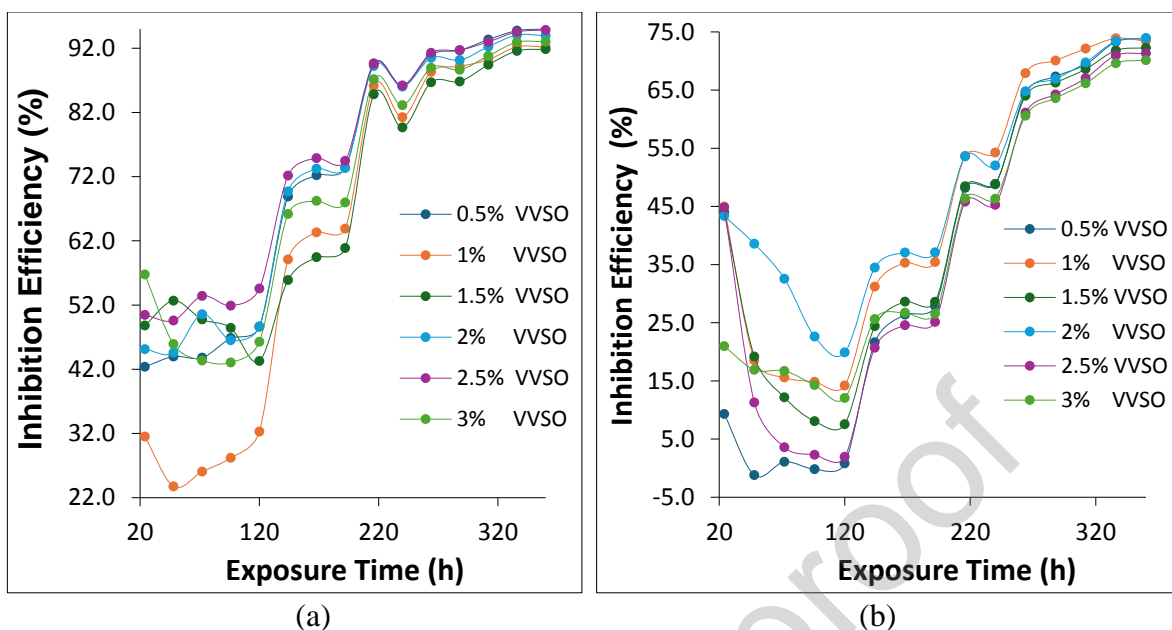 Inhibition Efficiency (%)
92.0
82.0
72.0
62.0
52.0
42.0
32.0
22.0
20 120 220 320
Exposure Time (h)
0.5% VVSO
1% VVSO
1.5% VVSO
2% VVSO
2.5% VVSO
3% VVSO
(a)
Inhibition Efficiency (%)
75.0
65.0
55.0
45.0
35.0
25.0
15.0
5.0
-5.0
20 120 220 320
Exposure Time (h)
0.5% VVSO
1% VVSO
1.5% VVSO
2% VVSO
2.5% VVSO
3% VVSO
(b)
proof